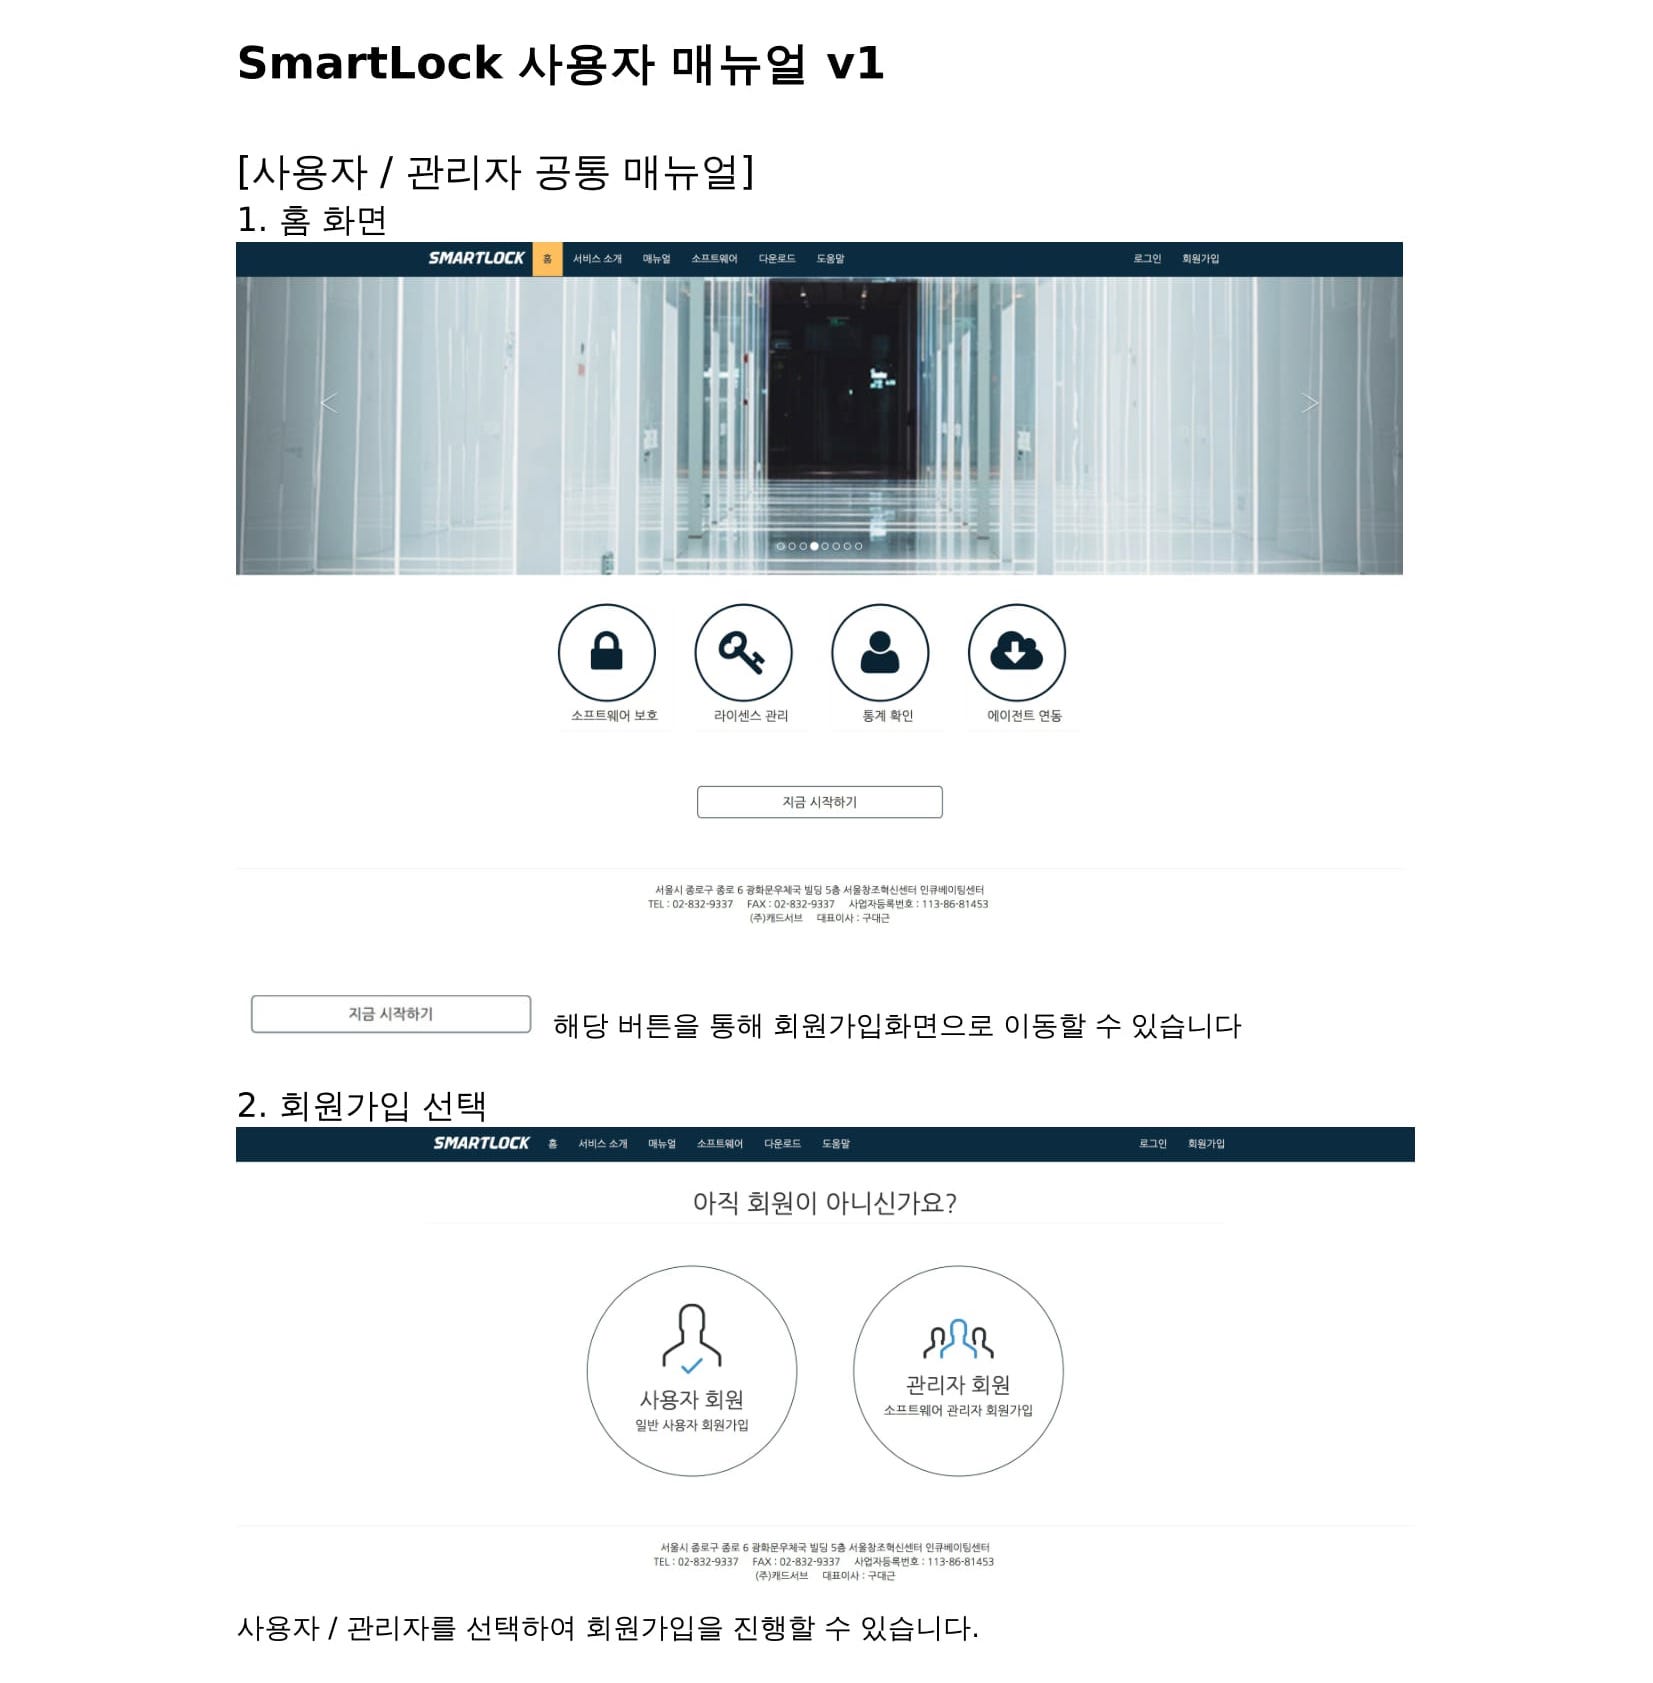 SmartLock 사용자 매뉴얼 v1
[사용자 / 관리자 공통 매뉴얼]
1. 홈 화면
SMARTLOCK 홈 서비스 소개 매뉴얼 소프트웨어 다운로드 도움말 로그인 회원가입
소프트웨어 보호 라이센스 관리 통계 확인 에이전트 연동
지금 시작하기
서울시 종로구 종로 6 광화문우체국 빌딩 5층 서울창조혁신센터 인큐베이팅센터
TEL : 02-832-9337 FAX : 02-832-9337 사업자등록번호 : 113-86-81453
(주)캐드서브 대표이사 : 구대근
지금 시작하기 해당 버튼을 통해 회원가입화면으로 이동할 수 있습니다
2. 회원가입 선택
SMARTLOCK 홈 서비스 소개 매뉴얼 소프트웨어 다운로드 도움말 로그인 회원가입
아직 회원이 아니신가요?
사용자 회원
일반 사용자 회원가입
관리자 회원
소프트웨어 관리자 회원가입
서울시 종로구 종로 6 광화문우체국 빌딩 5층 서울창조혁신센터 인큐베이팅센터
TEL : 02-832-9337 FAX : 02-832-9337 사업자등록번호 : 113-86-81453
(주)캐드서브 대표이사 : 구대근
사용자 / 관리자를 선택하여 회원가입을 진행할 수 있습니다.